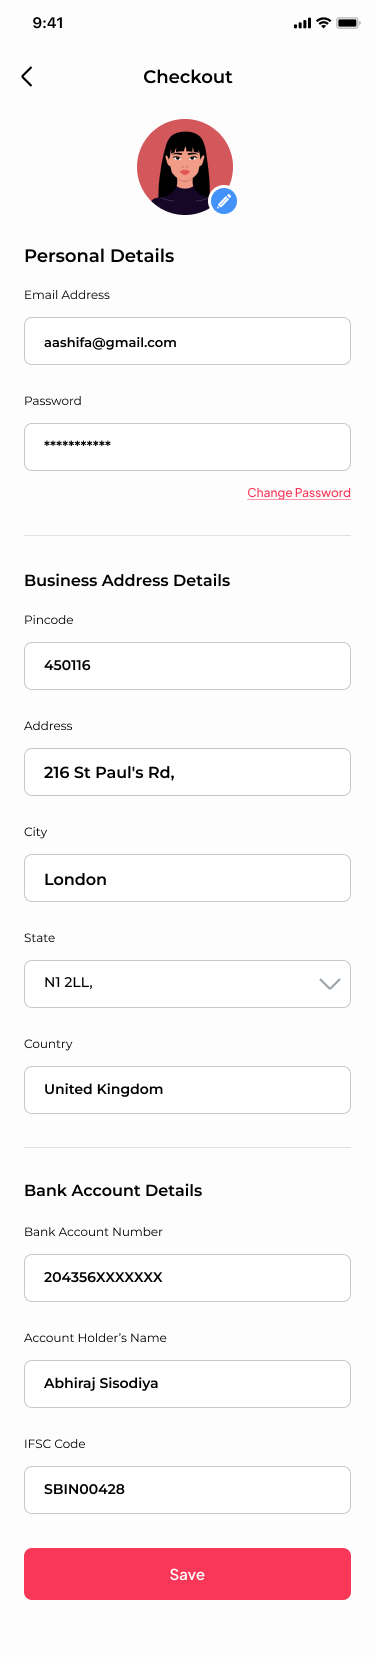 9:41
Checkout
Personal Details
Email Address
aashifa@gmail.com
Password
***********
Change Password
Business Address Details
Pincode
450116
Address
216 St Paul's Rd,
City
London
State
N1 2LL,
Country
United Kingdom
Bank Account Details
Bank Account Number
204356XXXXXXX
Account Holder’s Name
Abhiraj Sisodiya
IFSC Code
SBIN00428
Save